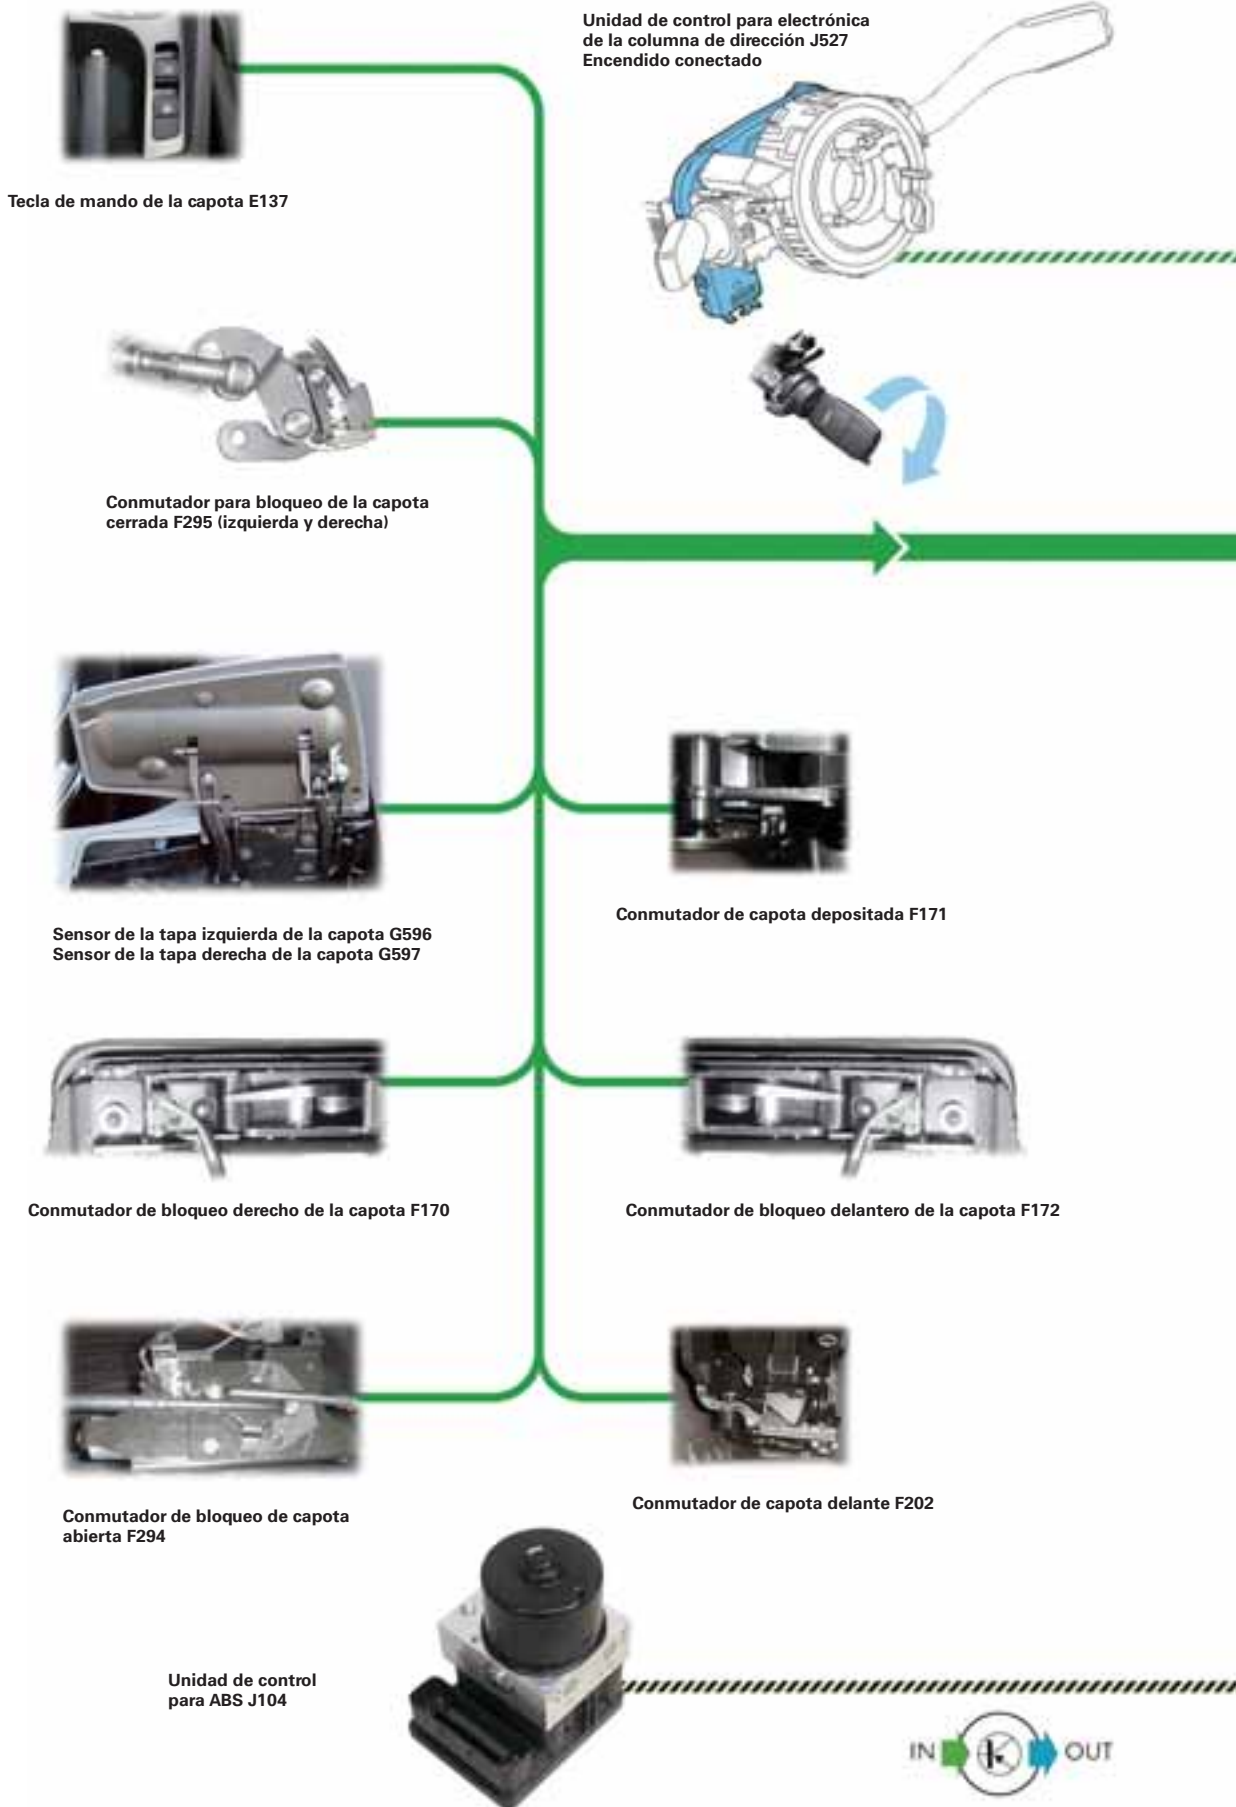 Unidad de control para electrónica
de la columna de dirección J527
Encendido conectado
Tecla de mando de la capota E137
Conmutador para bloqueo de la capota
cerrada F295 (izquierda y derecha)
Sensor de la tapa izquierda de la capota G596
Sensor de la tapa derecha de la capota G597
Conmutador de capota depositada F171
Conmutador de bloqueo derecho de la capota F170
Conmutador de bloqueo delantero de la capota F172
Conmutador de bloqueo de capota
abierta F294
Conmutador de capota delante F202
Unidad de control
para ABS J104
IN
OUT